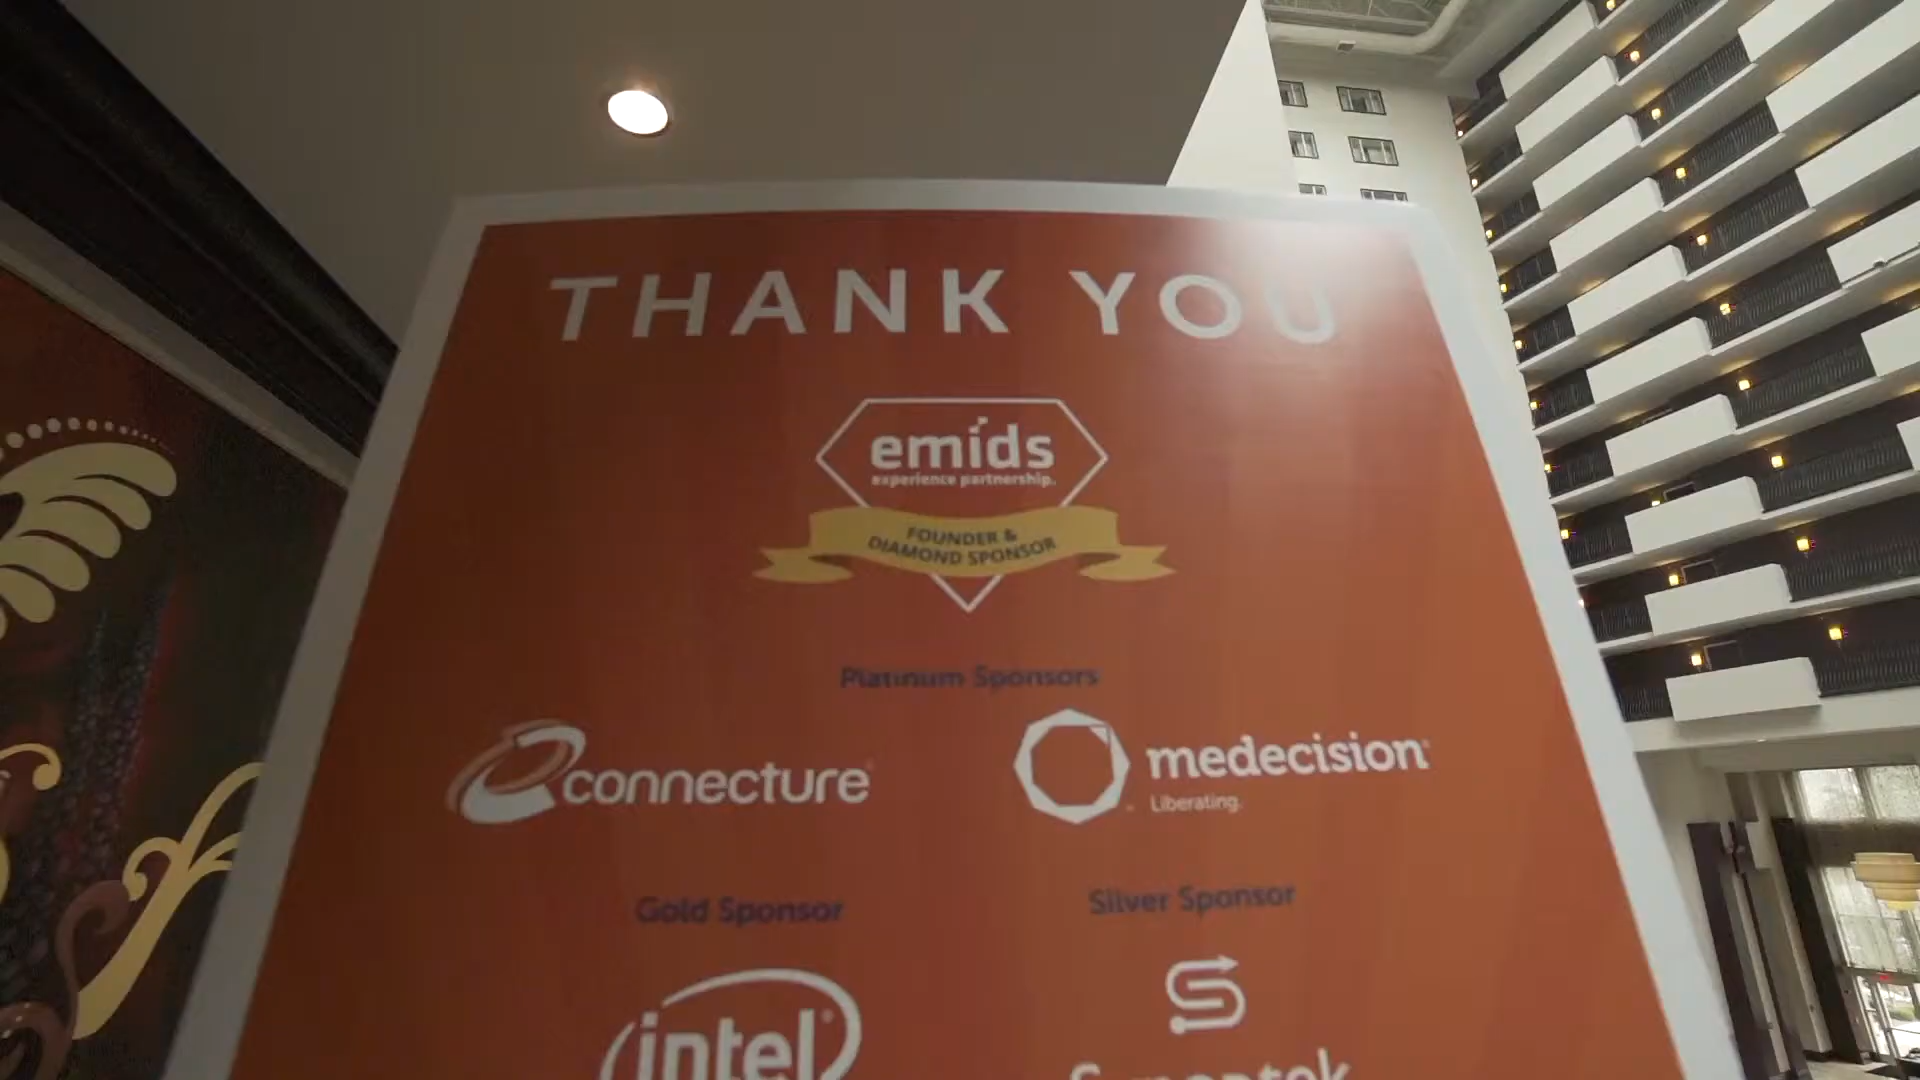 THANK YOU
emids
experience partnership.
FOUNDER &
DIAMOND SPONSOR
Platinum Sponsors
connecture
medecision
Liberating.
Gold Sponsor
Silver Sponsor
intel